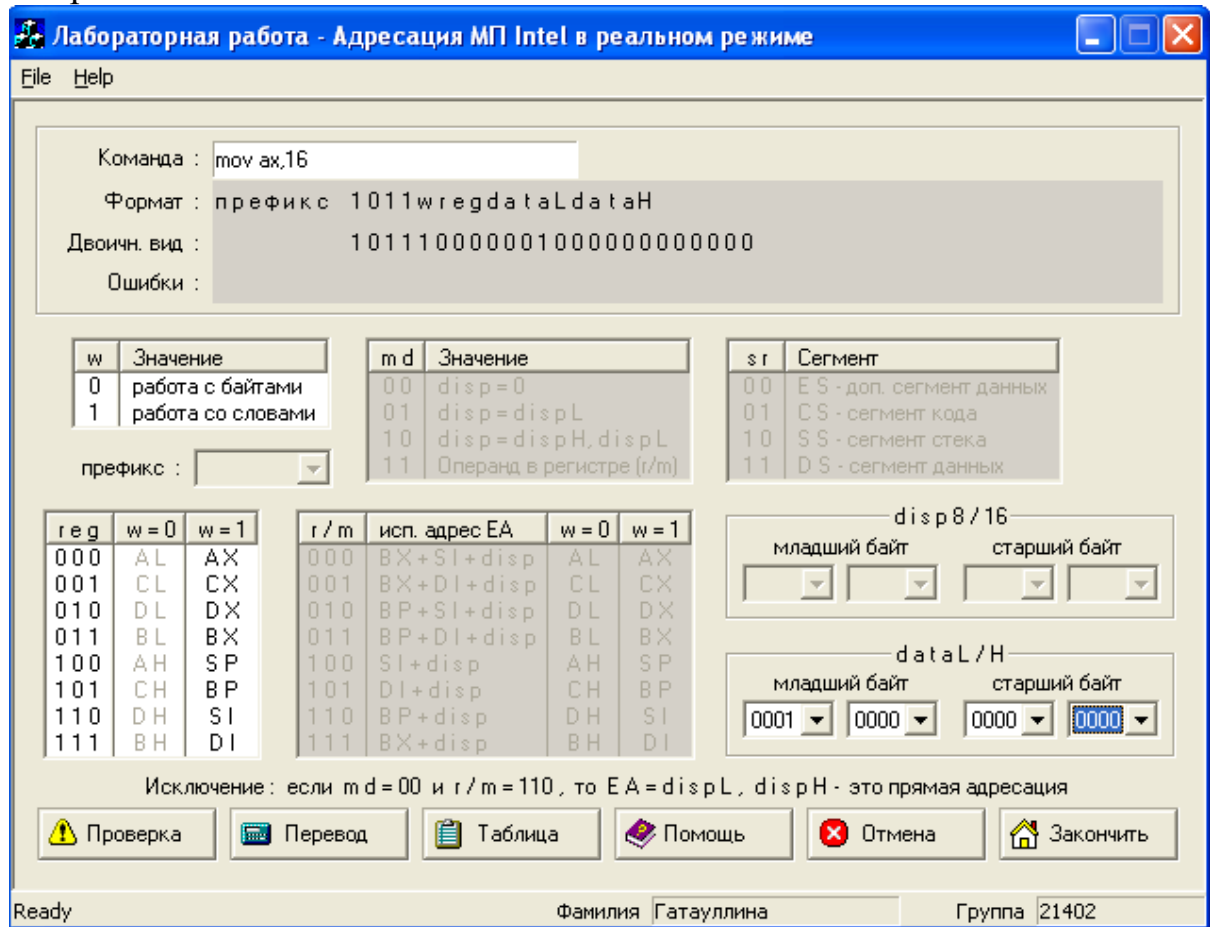 Лабораторная работа - Адресация МП Intel в реальном режиме
File Help
Команда : mov ax,16
Формат : префикс 1011wregdataLdataH
Двоичн. вид : 101110000001000000000000
Ошибки :
w Значение
0 работа с байтами
1 работа со словами
префикс :
md Значение
00 disp=0
01 disp=dispL
10 disp=dispH,dispL
11 Операнд в регистре (r/m)
sr Сегмент
00 ES - доп. сегмент данных
01 CS - сегмент кода
10 SS - сегмент стека
11 DS - сегмент данных
reg w=0 w=1
000 AL AX
001 CL CX
010 DL DX
011 BL BX
100 AH SP
101 CH BP
110 DH SI
111 BH DI
r/m исп. адрес EA w=0 w=1
000 BX+SI+disp AL AX
001 BX+DI+disp CL CX
010 BP+SI+disp DL DX
011 BP+DI+disp BL BX
100 SI+disp AH SP
101 DI+disp CH BP
110 BP+disp DH SI
111 BX+disp BH DI
disp8/16
младший байт старший байт
dataL/H
младший байт старший байт
0001 0000 0000 0000
Исключение : если md=00 и r/m=110, то EA=dispL, dispH - это прямая адресация
Проверка Перевод Таблица Помощь Отмена Закончить
Ready Фамилия Гатауллина Группа 21402